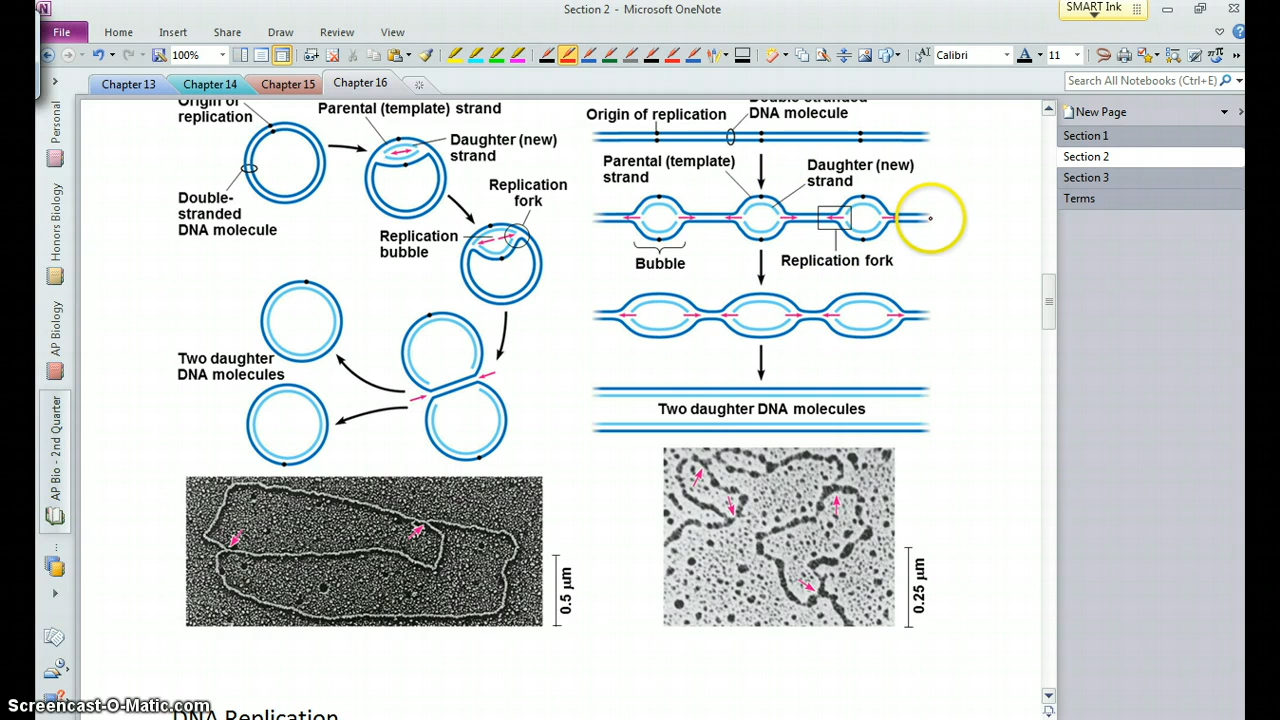 Section 2 - Microsoft OneNote
SMART Ink
File
Home
Insert
Share
Draw
Review
View
100%
Calibri
11
Chapter 13
Chapter 14
Chapter 15
Chapter 16
Search All Notebooks (Ctrl+E)
Personal
Honors Biology
AP Biology
AP Bio - 2nd Quarter
New Page
Section 1
Section 2
Section 3
Terms
Origin of
replication
Parental (template) strand
Daughter (new)
strand
Replication
fork
Double-
stranded
DNA molecule
Replication
bubble
Two daughter
DNA molecules
0.5 µm
Origin of replication
Double-stranded
DNA molecule
Parental (template)
strand
Daughter (new)
strand
Bubble
Replication fork
Two daughter DNA molecules
0.25 µm
DNA Replication
Screencast-O-Matic.com